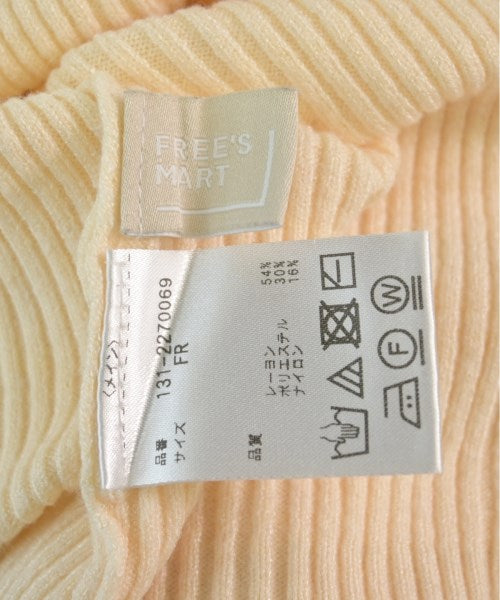 FREE'S
MART
(メイン)
品番 131-2270069
サイズ FR
品質 レーヨン 54%
ポリエステル 30%
ナイロン 16%
W
F